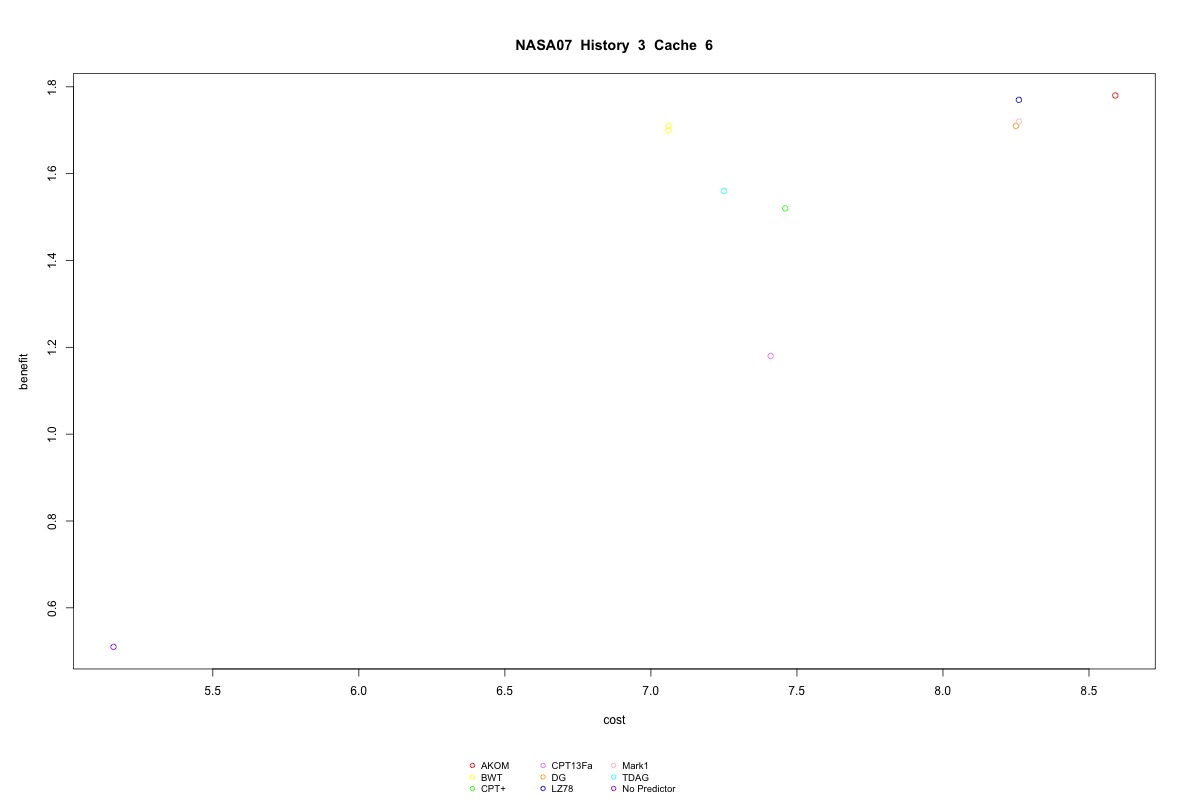 NASA07 History 3 Cache 6
1.8
1.6
1.4
1.2
1.0
0.8
0.6
benefit
5.5 6.0 6.5 7.0 7.5 8.0 8.5
cost
AKOM CPT13Fa Mark1
BWT DG TDAG
CPT+ LZ78 No Predictor